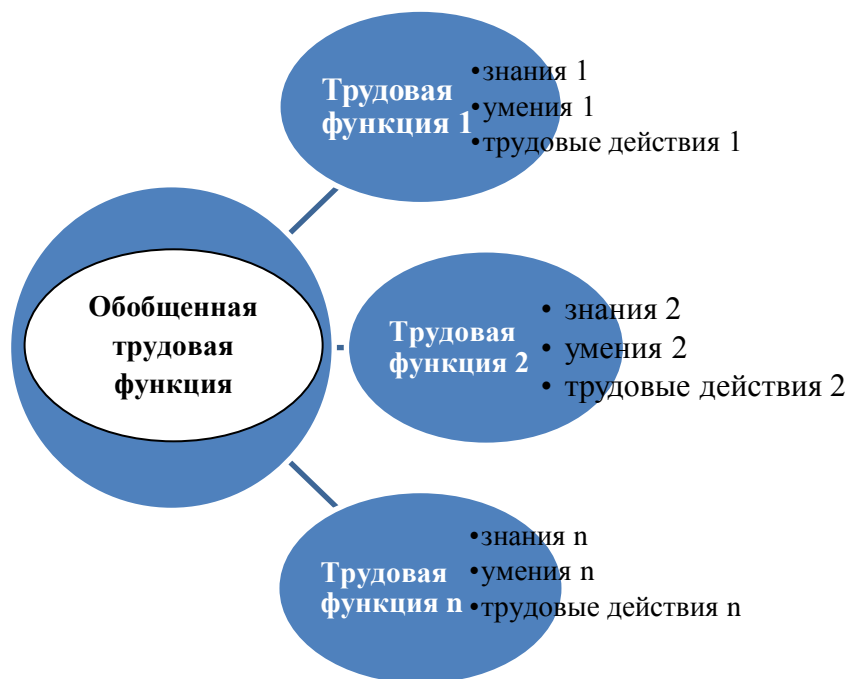 Трудовая
функция 1
•знания 1
•умения 1
•трудовые действия 1
Обобщенная
трудовая
функция
Трудовая
функция 2
• знания 2
• умения 2
• трудовые действия 2
Трудовая
функция n
•знания n
•умения n
•трудовые действия n